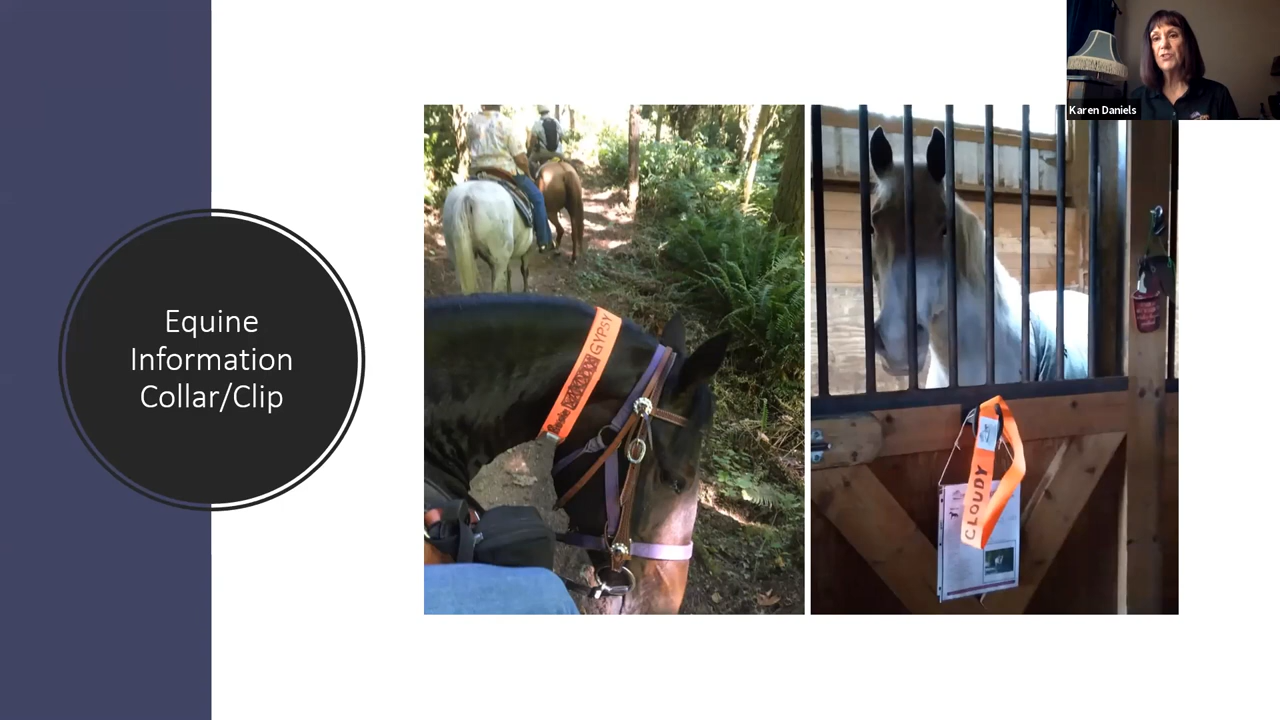 Karen Daniels
Equine
Information
Collar/Clip
GYPSY
CLOUDY